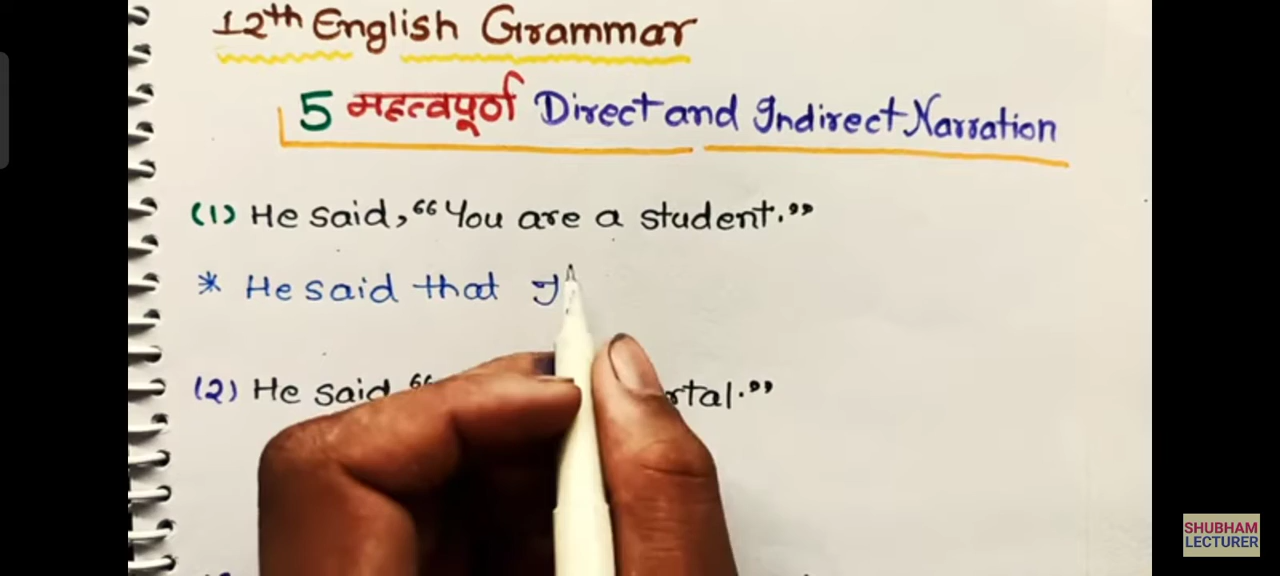 12th English Grammar
5 महत्वपूर्ण Direct and Indirect Narration
(1) He said, “You are a student.”
* He said that I
(2) He said
SHUBHAM
LECTURER